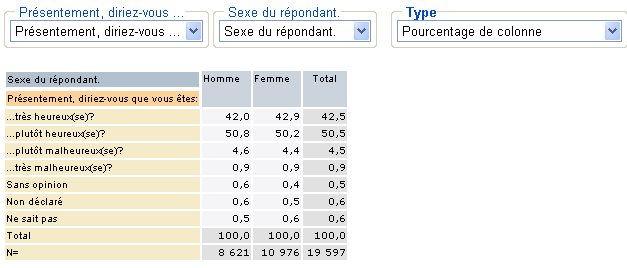 Présentement, diriez-vous ... Sexe du répondant. Type
Présentement, diriez-vous ... Sexe du répondant. Pourcentage de colonne
Sexe du répondant. Homme Femme Total
Présentement, diriez-vous que vous êtes:
...très heureux(se)? 42,0 42,9 42,5
...plutôt heureux(se)? 50,8 50,2 50,5
...plutôt malheureux(se)? 4,6 4,4 4,5
...très malheureux(se)? 0,9 0,9 0,9
Sans opinion 0,6 0,4 0,5
Non déclaré 0,6 0,5 0,6
Ne sait pas 0,5 0,6 0,6
Total 100,0 100,0 100,0
N= 8 621 10 976 19 597